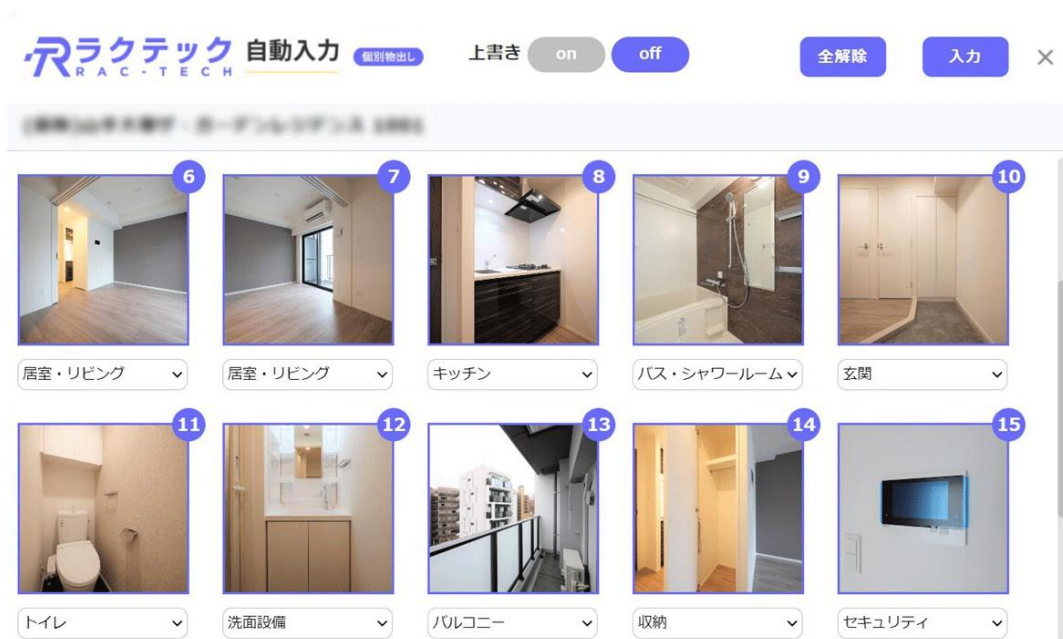 ラクテック 自動入力 個別物出し 上書き on off 全解除 入力 ×
RAC-TECH
6 7 8 9 10
居室・リビング 居室・リビング キッチン バス・シャワールーム 玄関
11 12 13 14 15
トイレ 洗面設備 バルコニー 収納 セキュリティ